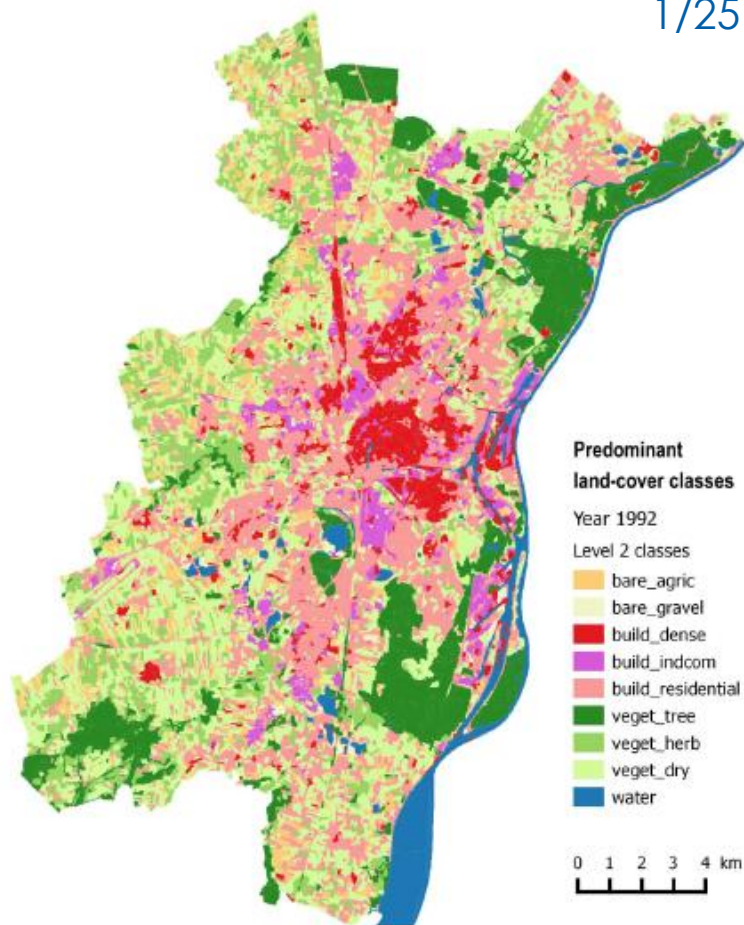 1/25
Predominant
land-cover classes
Year 1992
Level 2 classes
bare_agric
bare_gravel
build_dense
build_indcom
build_residential
veget_tree
veget_herb
veget_dry
water
0 1 2 3 4 km